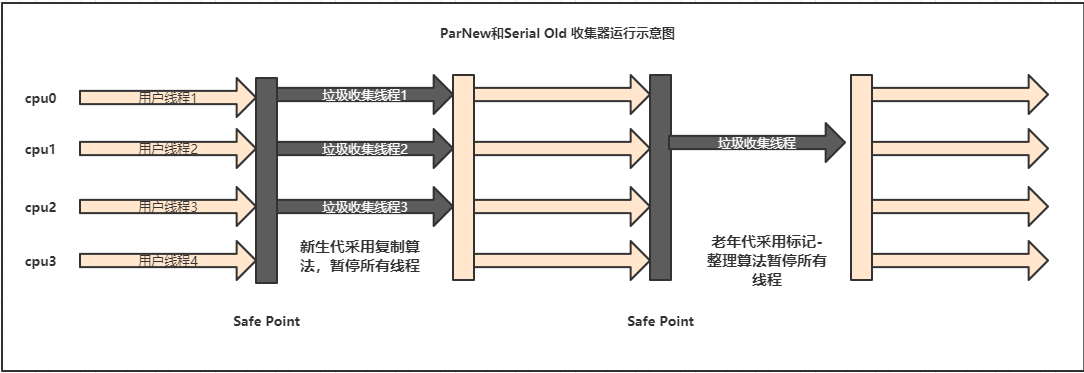 ParNew和Serial Old 收集器运行示意图
cpu0
用户线程1
垃圾收集线程1
cpu1
用户线程2
垃圾收集线程2
垃圾收集线程
cpu2
用户线程3
垃圾收集线程3
cpu3
用户线程4
新生代采用复制算
法，暂停所有线程
老年代采用标记-
整理算法暂停所有
线程
Safe Point
Safe Point